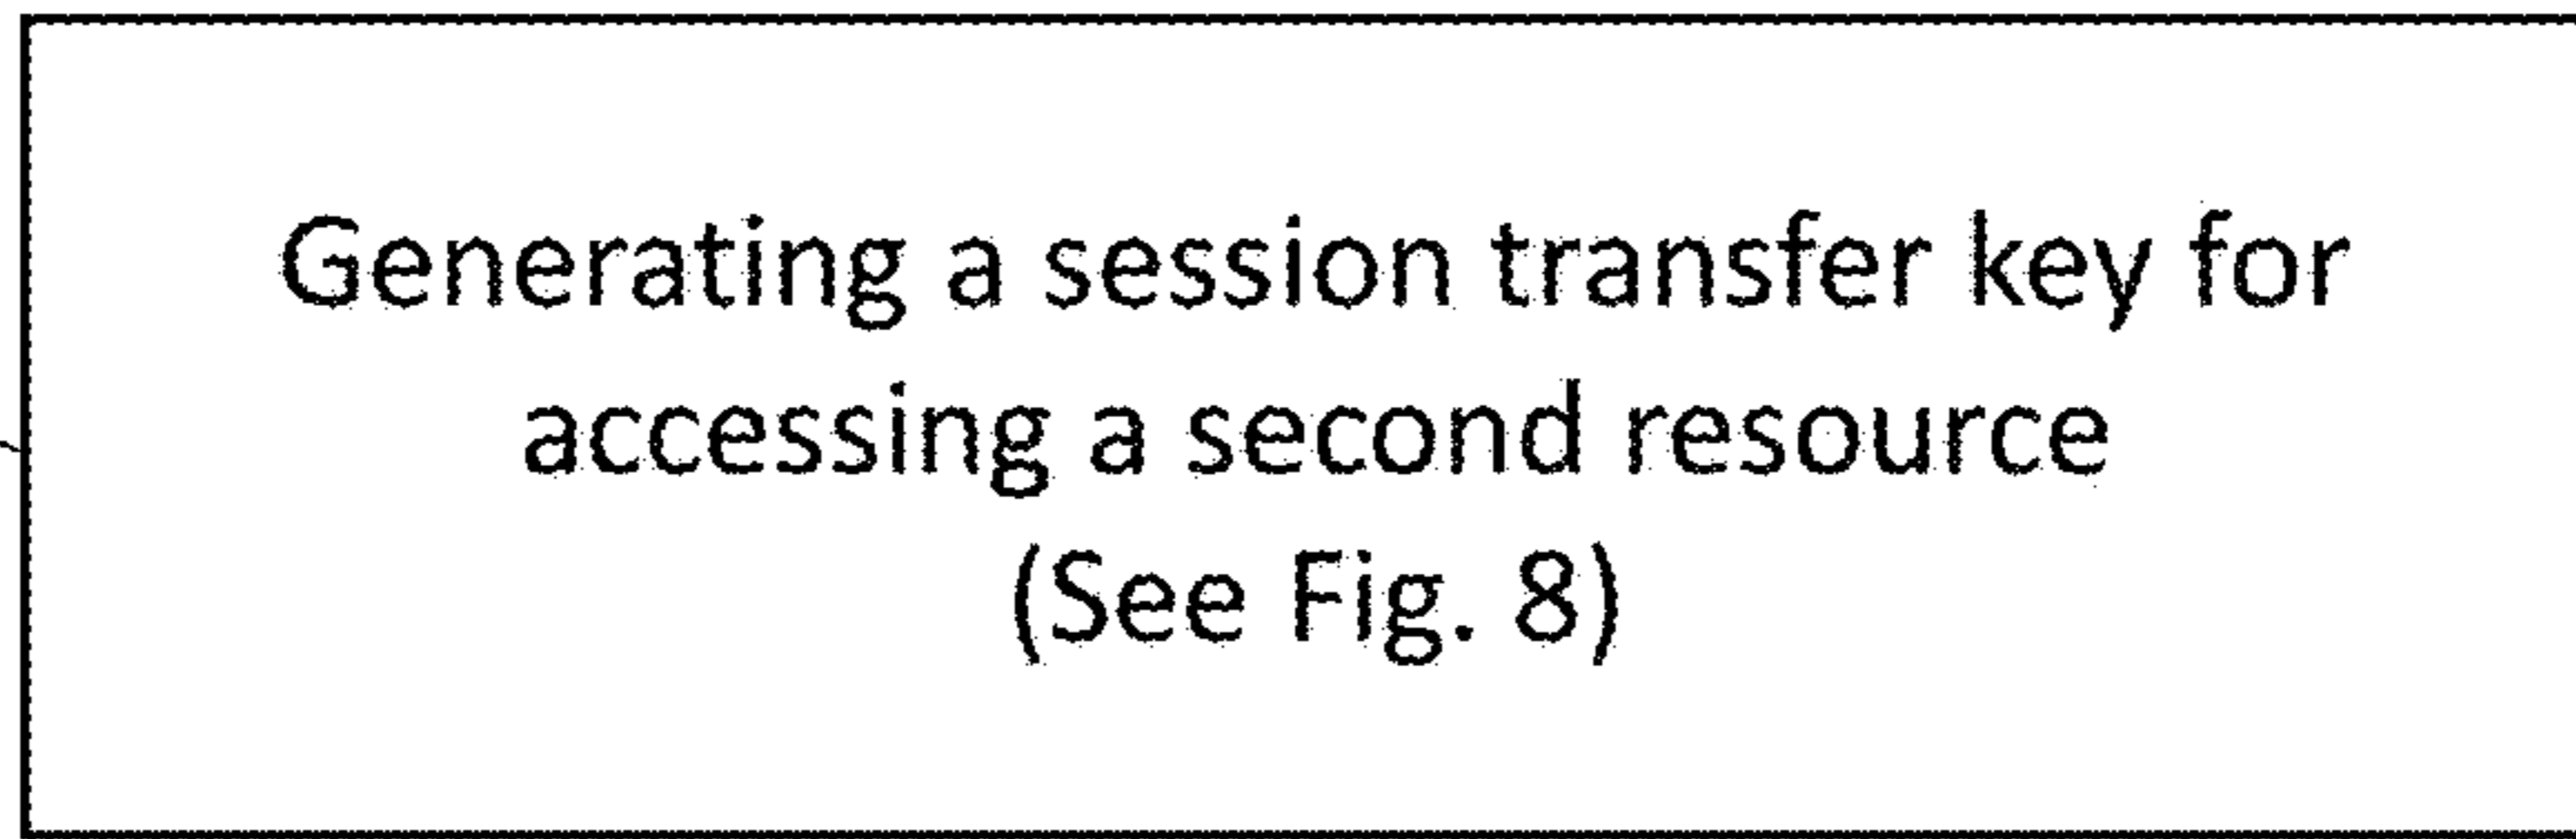 Generating a session transfer key for
accessing a second resource
(See Fig. 8)